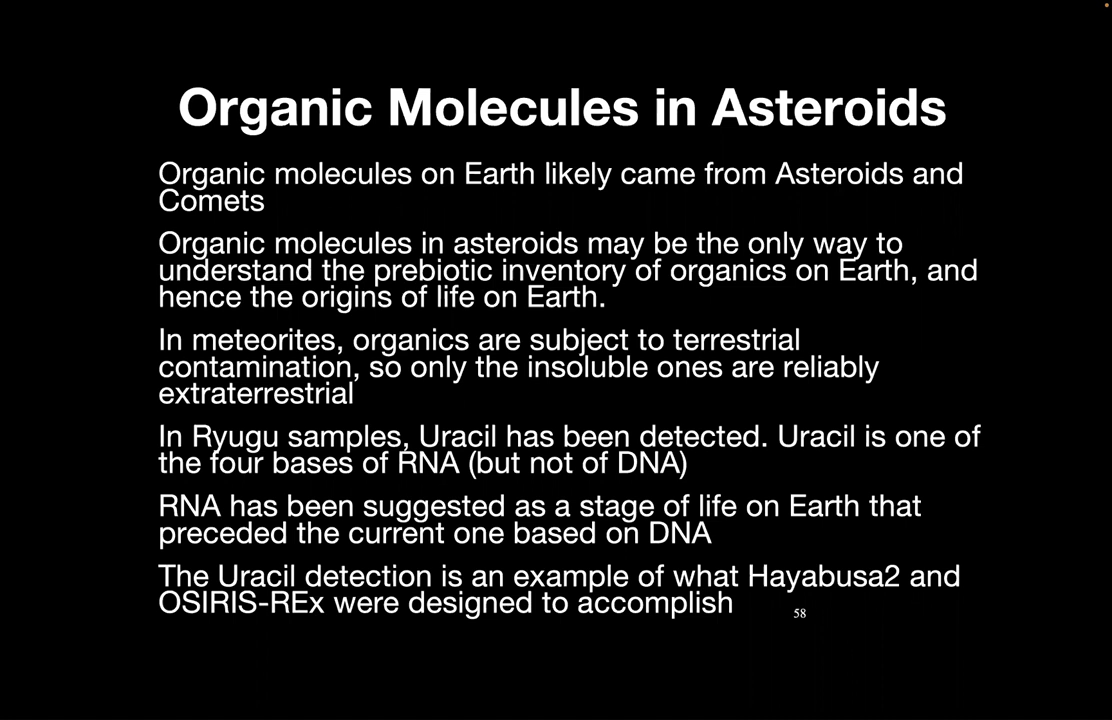 Organic Molecules in Asteroids
Organic molecules on Earth likely came from Asteroids and
Comets
Organic molecules in asteroids may be the only way to
understand the prebiotic inventory of organics on Earth, and
hence the origins of life on Earth.
In meteorites, organics are subject to terrestrial
contamination, so only the insoluble ones are reliably
extraterrestrial
In Ryugu samples, Uracil has been detected. Uracil is one of
the four bases of RNA (but not of DNA)
RNA has been suggested as a stage of life on Earth that
preceded the current one based on DNA
The Uracil detection is an example of what Hayabusa2 and
OSIRIS-REx were designed to accomplish
58